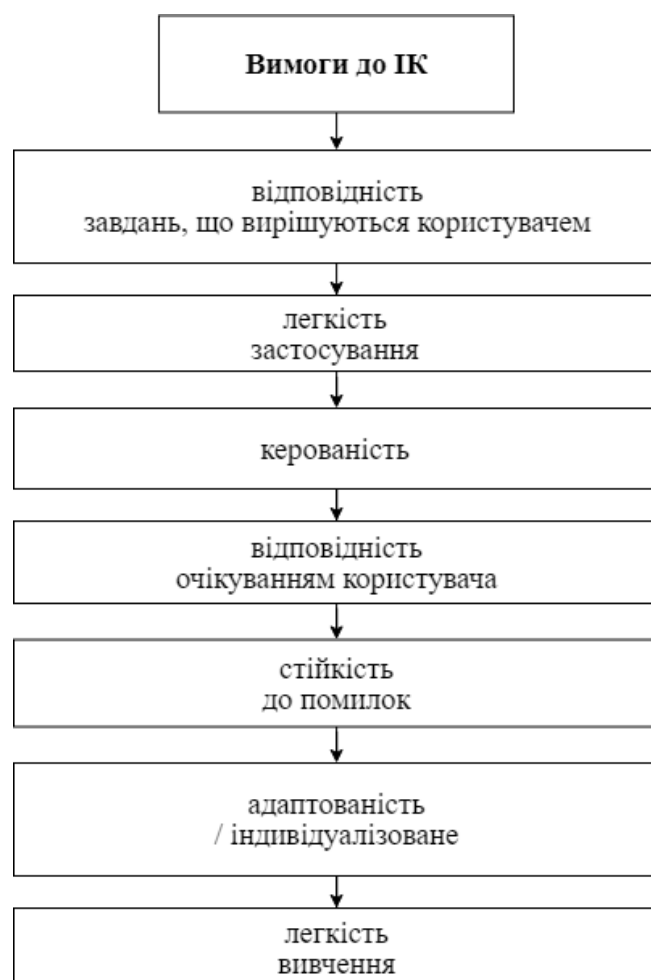 Вимоги до ІК
відповідність
завдань, що вирішуються користувачем
легкість
застосування
керованість
відповідність
очікуванням користувача
стійкість
до помилок
адаптованість
/ індивідуалізоване
легкість
вивчення